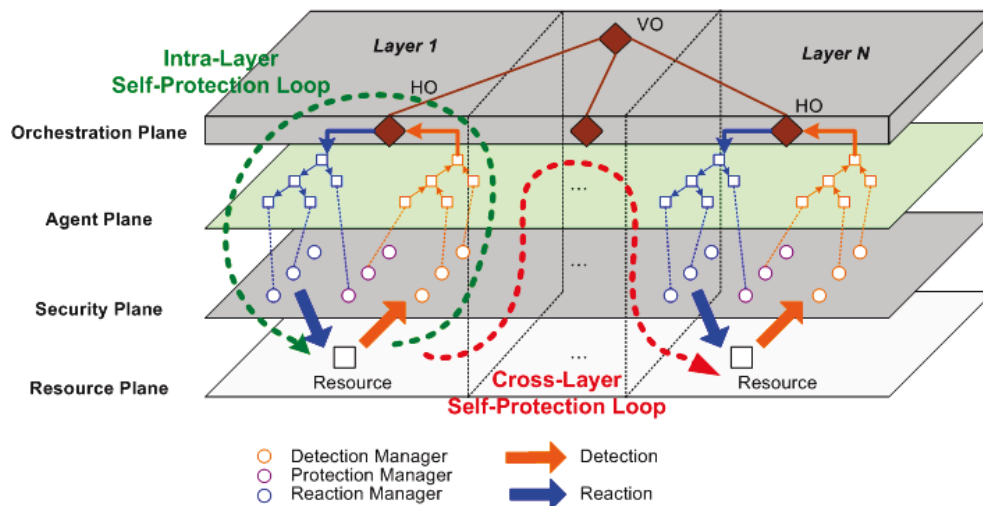 VO
Layer 1
Layer N
Intra-Layer
Self-Protection Loop
HO
HO
Orchestration Plane
...
Agent Plane
...
Security Plane
...
Resource Plane
Resource
Resource
Cross-Layer
Self-Protection Loop
Detection Manager
Detection
Protection Manager
Reaction Manager
Reaction